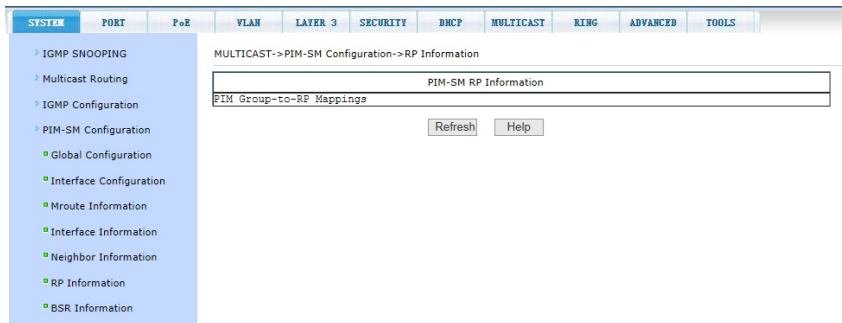 SYSTEM PORT PoE VLAN LAYER 3 SECURITY DHCP MULTICAST RING ADVANCED TOOLS
IGMP SNOOPING
Multicast Routing
IGMP Configuration
PIM-SM Configuration
Global Configuration
Interface Configuration
Mroute Information
Interface Information
Neighbor Information
RP Information
BSR Information
MULTICAST->PIM-SM Configuration->RP Information
PIM-SM RP Information
PIM Group-to-RP Mappings
Refresh Help